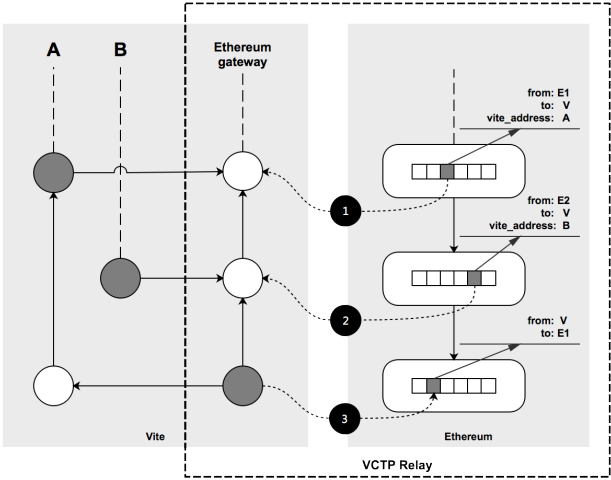 A
B
Ethereum
gateway
from: E1
to: V
vite_address: A
1
from: E2
to: V
vite_address: B
2
from: V
to: E1
3
Vite
Ethereum
VCTP Relay